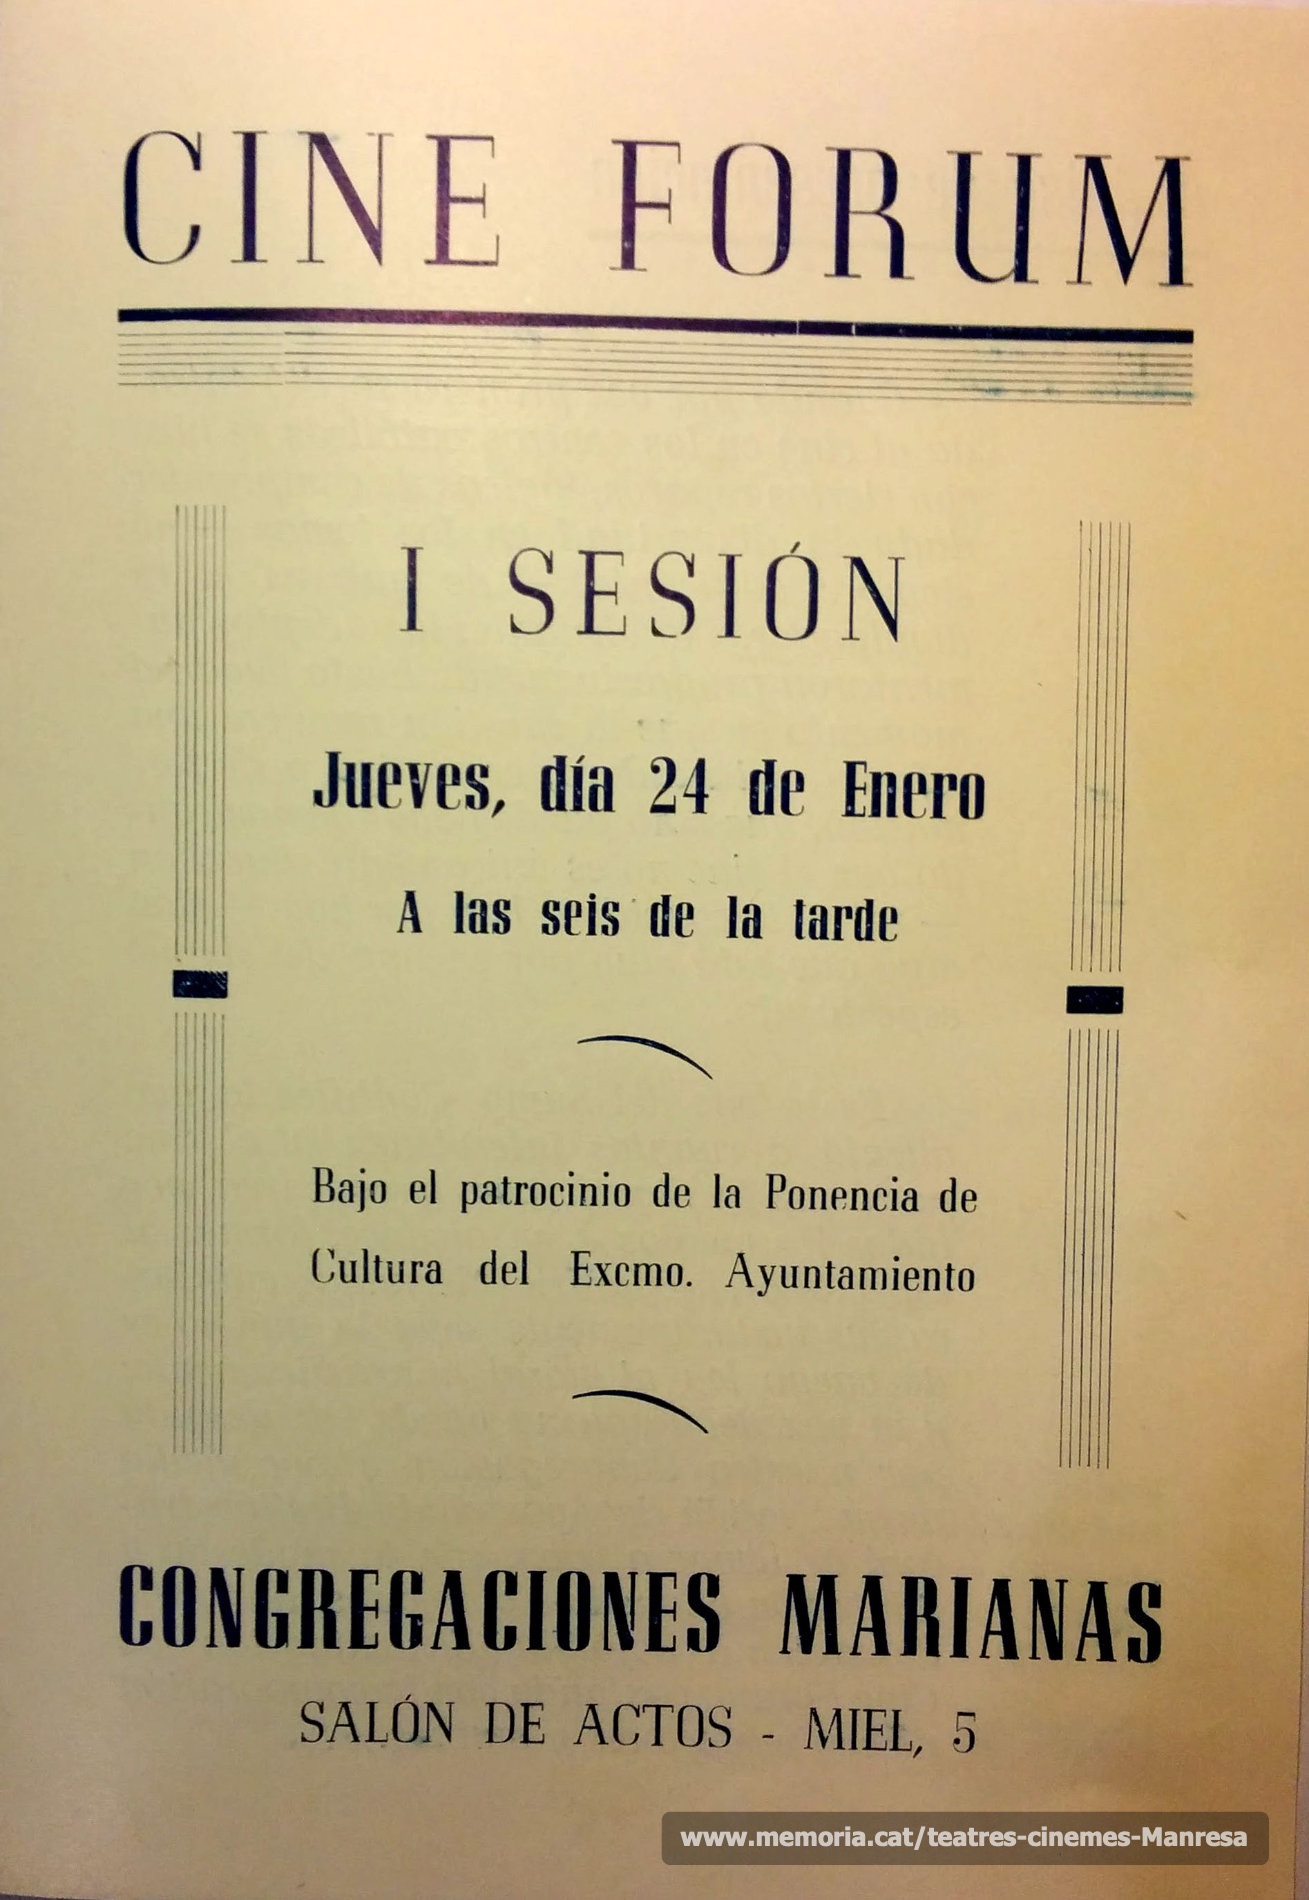 CINE FORUM
I SESIÓN
Jueves, día 24 de Enero
A las seis de la tarde
Bajo el patrocinio de la Ponencia de
Cultura del Excmo. Ayuntamiento
CONGREGACIONES MARIANAS
SALÓN DE ACTOS - MIEL, 5
www.memoria.cat/teatres-cinemes-Manresa